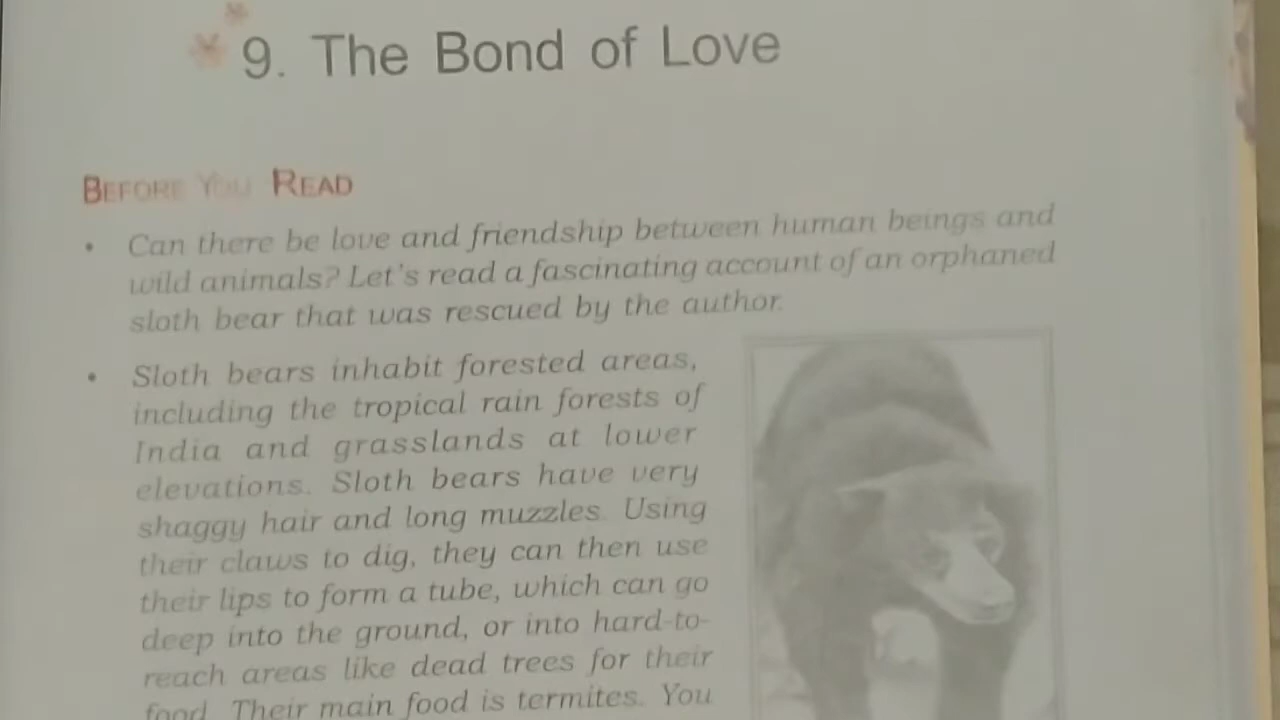 9. The Bond of Love
BEFORE YOU READ
• Can there be love and friendship between human beings and
wild animals? Let's read a fascinating account of an orphaned
sloth bear that was rescued by the author.
• Sloth bears inhabit forested areas,
including the tropical rain forests of
India and grasslands at lower
elevations. Sloth bears have very
shaggy hair and long muzzles. Using
their claws to dig, they can then use
their lips to form a tube, which can go
deep into the ground, or into hard-to-
reach areas like dead trees for their
food. Their main food is termites. You